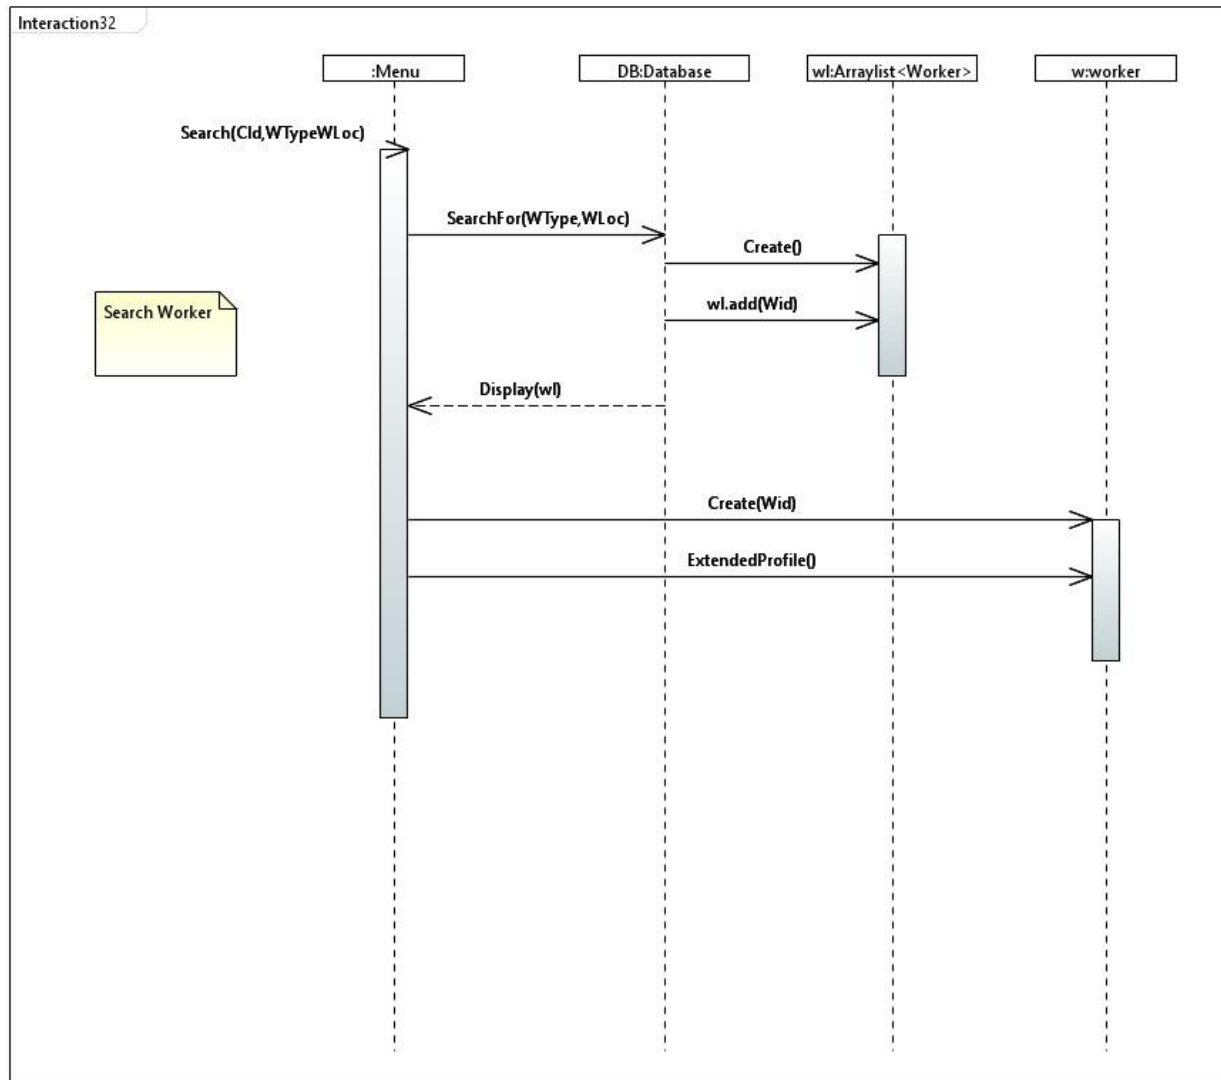 Interaction32
:Menu
DB:Database
wl:Arraylist<Worker>
w:worker
Search(CId,WTypeWLoc)
SearchFor(WType,WLoc)
Create()
Search Worker
wl.add(Wid)
Display(wl)
Create(Wid)
ExtendedProfile()